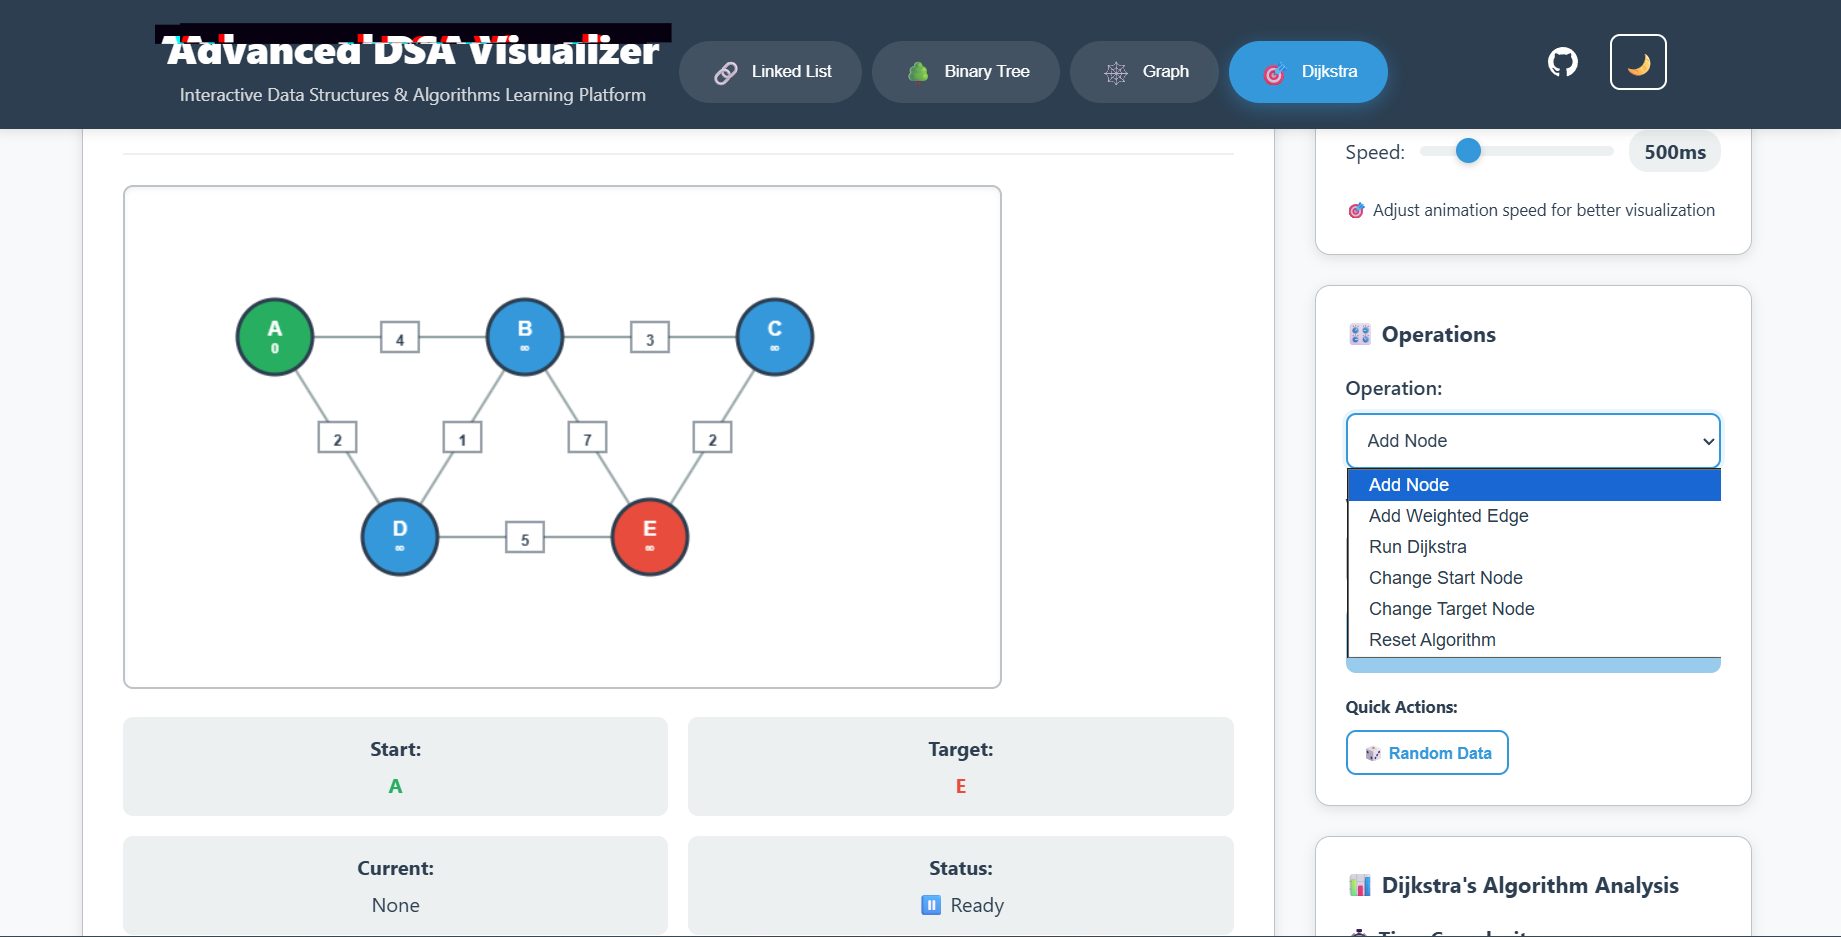 Advanced DSA Visualizer
Interactive Data Structures & Algorithms Learning Platform
Linked List
Binary Tree
Graph
Dijkstra
Speed:
500ms
Adjust animation speed for better visualization
A
0
4
B
∞
3
C
∞
2
1
7
2
D
∞
5
E
∞
Start:
A
Target:
E
Current:
None
Status:
Ready
Operations
Operation:
Add Node
Add Node
Add Weighted Edge
Run Dijkstra
Change Start Node
Change Target Node
Reset Algorithm
Quick Actions:
Random Data
Dijkstra's Algorithm Analysis